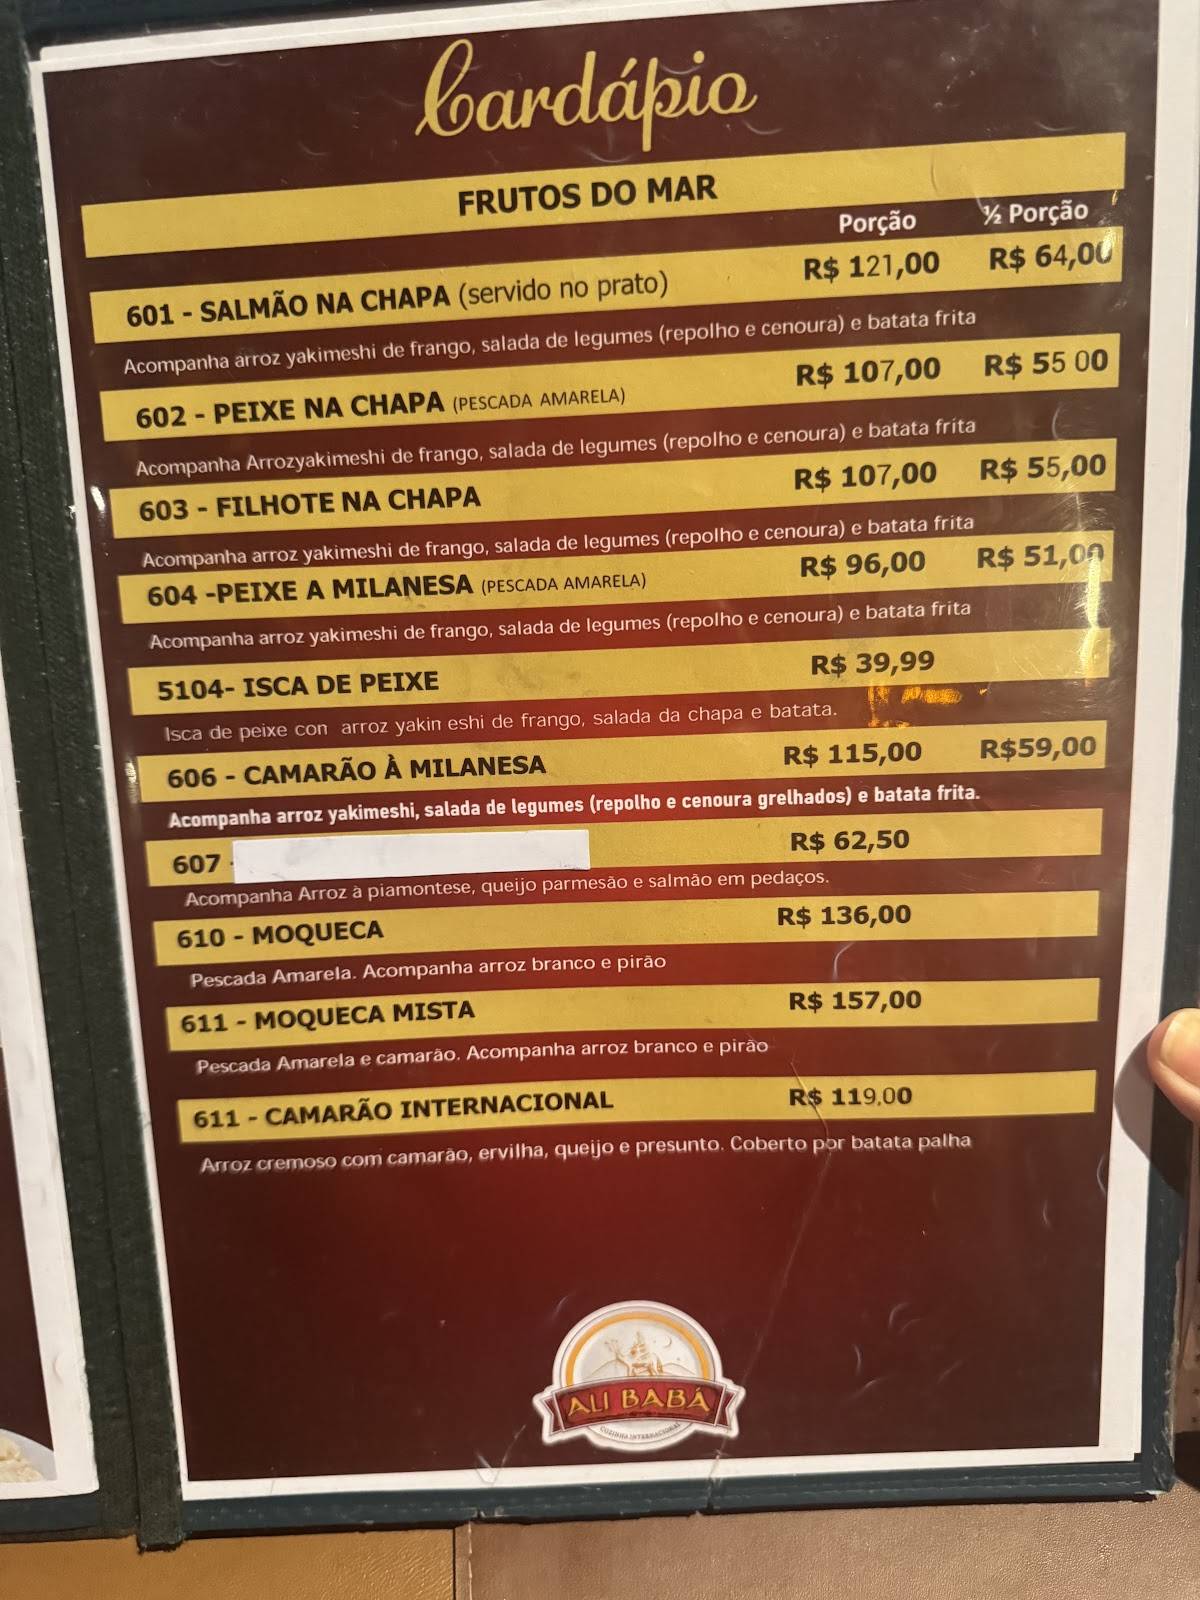 Cardápio
FRUTOS DO MAR
Porção ½ Porção
601 - SALMÃO NA CHAPA (servido no prato) R$ 121,00 R$ 64,00
Acompanha arroz yakimeshi de frango, salada de legumes (repolho e cenoura) e batata frita
602 - PEIXE NA CHAPA (PESCADA AMARELA) R$ 107,00 R$ 55 00
Acompanha Arrozyakimeshi de frango, salada de legumes (repolho e cenoura) e batata frita
603 - FILHOTE NA CHAPA R$ 107,00 R$ 55,00
Acompanha arroz yakimeshi de frango, salada de legumes (repolho e cenoura) e batata frita
604 -PEIXE A MILANESA (PESCADA AMARELA) R$ 96,00 R$ 51,00
Acompanha arroz yakimeshi de frango, salada de legumes (repolho e cenoura) e batata frita
5104- ISCA DE PEIXE R$ 39,99
Isca de peixe con arroz yakin eshi de frango, salada da chapa e batata.
606 - CAMARÃO À MILANESA R$ 115,00 R$59,00
Acompanha arroz yakimeshi, salada de legumes (repolho e cenoura grelhados) e batata frita.
607 - R$ 62,50
Acompanha Arroz à piamontese, queijo parmesão e salmão em pedaços.
610 - MOQUECA R$ 136,00
Pescada Amarela. Acompanha arroz branco e pirão
611 - MOQUECA MISTA R$ 157,00
Pescada Amarela e camarão. Acompanha arroz branco e pirão
611 - CAMARÃO INTERNACIONAL R$ 119,00
Arroz cremoso com camarão, ervilha, queijo e presunto. Coberto por batata palha
ALI BABÁ
COZINHA INTERNACIONAL